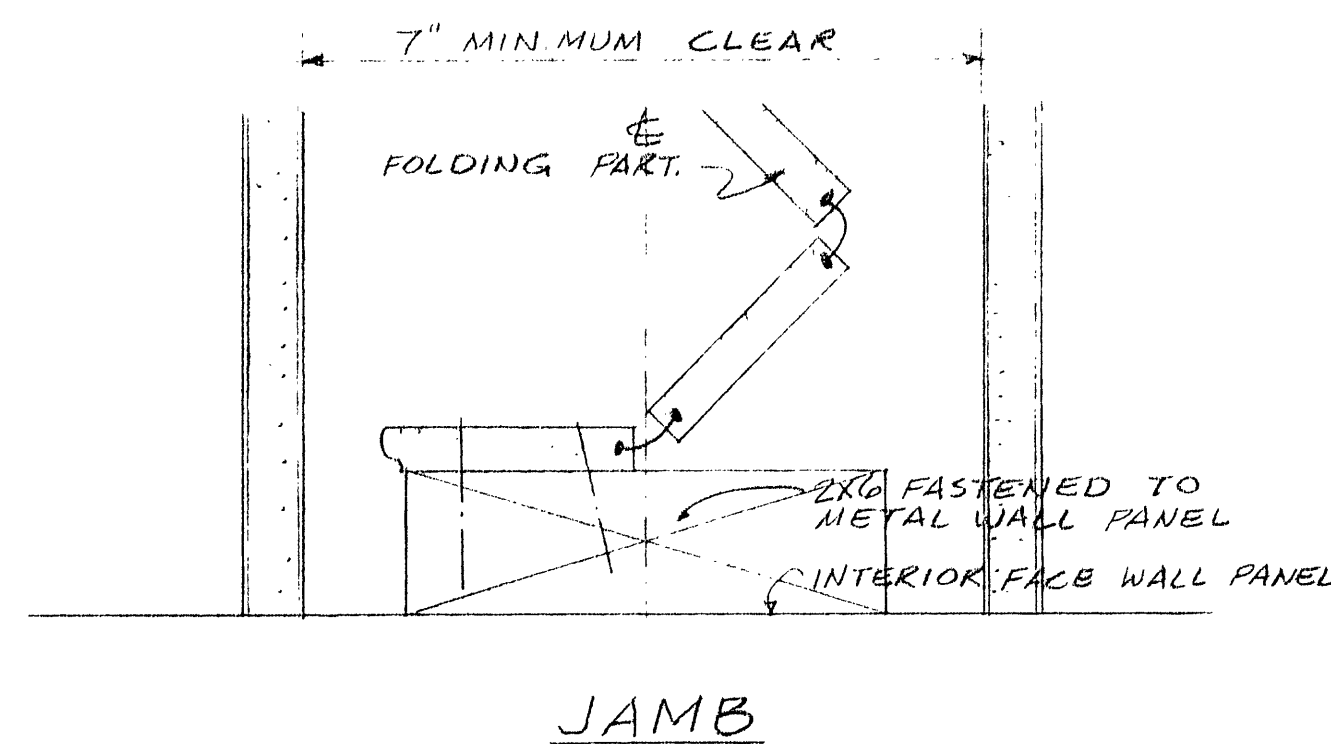 7" MINIMUM CLEAR
℄
FOLDING PART.
2X6 FASTENED TO
METAL WALL PANEL
INTERIOR FACE WALL PANEL
JAMB